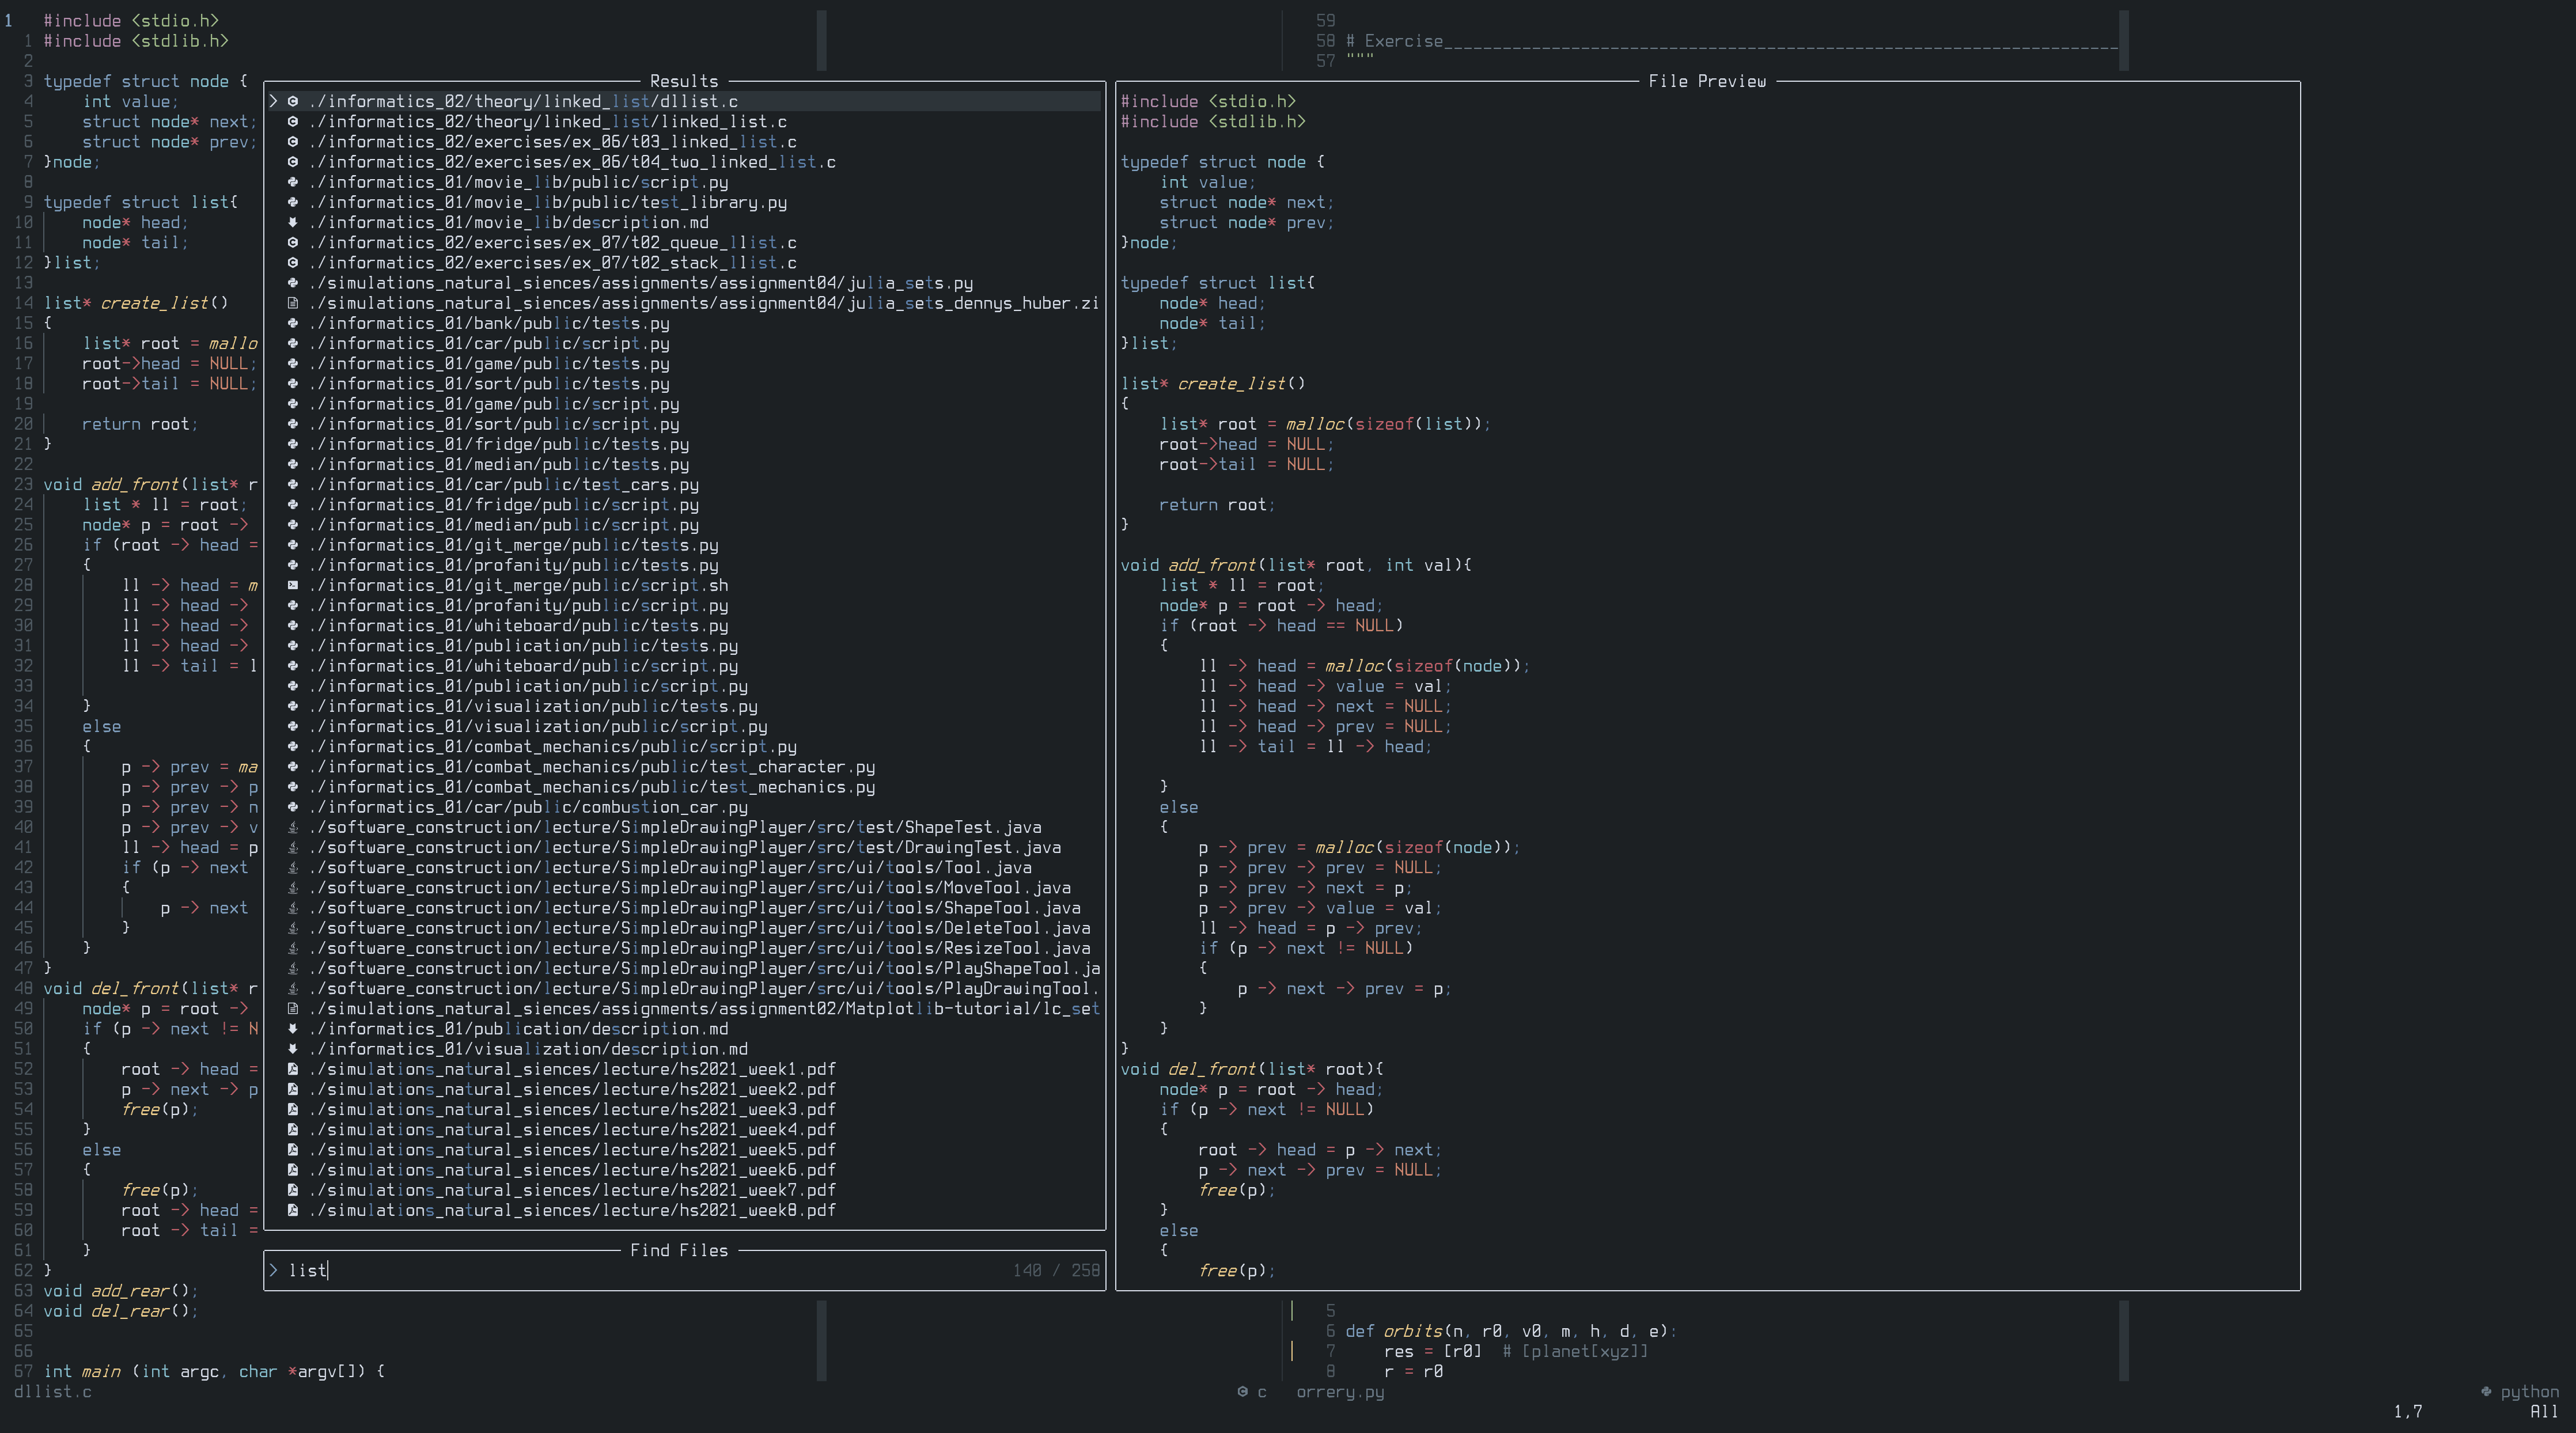 1 #include <stdio.h>
1 #include <stdlib.h>
2
3 typedef struct node {
4 int value;
5 struct node* next;
6 struct node* prev;
7 }node;
8
9 typedef struct list{
10 node* head;
11 node* tail;
12 }list;
13
14 list* create_list()
15 {
16 list* root = mallo
17 root->head = NULL;
18 root->tail = NULL;
19
20 return root;
21 }
22
23 void add_front(list* r
24 list * ll = root;
25 node* p = root ->
26 if (root -> head =
27 {
28 ll -> head = m
29 ll -> head ->
30 ll -> head ->
31 ll -> head ->
32 ll -> tail = l
33
34 }
35 else
36 {
37 p -> prev = ma
38 p -> prev -> p
39 p -> prev -> n
40 p -> prev -> v
41 ll -> head = p
42 if (p -> next
43 {
44 p -> next
45 }
46 }
47 }
48 void del_front(list* r
49 node* p = root ->
50 if (p -> next != N
51 {
52 root -> head =
53 p -> next -> p
54 free(p);
55 }
56 else
57 {
58 free(p);
59 root -> head =
60 root -> tail =
61 }
62 }
63 void add_rear();
64 void del_rear();
65
66
67 int main (int argc, char *argv[]) {
dllist.c
Results
> ./informatics_02/theory/linked_list/dllist.c
./informatics_02/theory/linked_list/linked_list.c
./informatics_02/exercises/ex_06/t03_linked_list.c
./informatics_02/exercises/ex_06/t04_two_linked_list.c
./informatics_01/movie_lib/public/script.py
./informatics_01/movie_lib/public/test_library.py
./informatics_01/movie_lib/description.md
./informatics_02/exercises/ex_07/t02_queue_llist.c
./informatics_02/exercises/ex_07/t02_stack_llist.c
./simulations_natural_siences/assignments/assignment04/julia_sets.py
./simulations_natural_siences/assignments/assignment04/julia_sets_dennys_huber.zi
./informatics_01/bank/public/tests.py
./informatics_01/car/public/script.py
./informatics_01/game/public/tests.py
./informatics_01/sort/public/tests.py
./informatics_01/game/public/script.py
./informatics_01/sort/public/script.py
./informatics_01/fridge/public/tests.py
./informatics_01/median/public/tests.py
./informatics_01/car/public/test_cars.py
./informatics_01/fridge/public/script.py
./informatics_01/median/public/script.py
./informatics_01/git_merge/public/tests.py
./informatics_01/profanity/public/tests.py
./informatics_01/git_merge/public/script.sh
./informatics_01/profanity/public/script.py
./informatics_01/whiteboard/public/tests.py
./informatics_01/publication/public/tests.py
./informatics_01/whiteboard/public/script.py
./informatics_01/publication/public/script.py
./informatics_01/visualization/public/tests.py
./informatics_01/visualization/public/script.py
./informatics_01/combat_mechanics/public/script.py
./informatics_01/combat_mechanics/public/test_character.py
./informatics_01/combat_mechanics/public/test_mechanics.py
./informatics_01/car/public/combustion_car.py
./software_construction/lecture/SimpleDrawingPlayer/src/test/ShapeTest.java
./software_construction/lecture/SimpleDrawingPlayer/src/test/DrawingTest.java
./software_construction/lecture/SimpleDrawingPlayer/src/ui/tools/Tool.java
./software_construction/lecture/SimpleDrawingPlayer/src/ui/tools/MoveTool.java
./software_construction/lecture/SimpleDrawingPlayer/src/ui/tools/ShapeTool.java
./software_construction/lecture/SimpleDrawingPlayer/src/ui/tools/DeleteTool.java
./software_construction/lecture/SimpleDrawingPlayer/src/ui/tools/ResizeTool.java
./software_construction/lecture/SimpleDrawingPlayer/src/ui/tools/PlayShapeTool.ja
./software_construction/lecture/SimpleDrawingPlayer/src/ui/tools/PlayDrawingTool.
./simulations_natural_siences/assignments/assignment02/Matplotlib-tutorial/lc_set
./informatics_01/publication/description.md
./informatics_01/visualization/description.md
./simulations_natural_siences/lecture/hs2021_week1.pdf
./simulations_natural_siences/lecture/hs2021_week2.pdf
./simulations_natural_siences/lecture/hs2021_week3.pdf
./simulations_natural_siences/lecture/hs2021_week4.pdf
./simulations_natural_siences/lecture/hs2021_week5.pdf
./simulations_natural_siences/lecture/hs2021_week6.pdf
./simulations_natural_siences/lecture/hs2021_week7.pdf
./simulations_natural_siences/lecture/hs2021_week8.pdf
Find Files
> list 140 / 258
59
58 # Exercise______________________________________________________________________
57 """
File Preview
#include <stdio.h>
#include <stdlib.h>
typedef struct node {
int value;
struct node* next;
struct node* prev;
}node;
typedef struct list{
node* head;
node* tail;
}list;
list* create_list()
{
list* root = malloc(sizeof(list));
root->head = NULL;
root->tail = NULL;
return root;
}
void add_front(list* root, int val){
list * ll = root;
node* p = root -> head;
if (root -> head == NULL)
{
ll -> head = malloc(sizeof(node));
ll -> head -> value = val;
ll -> head -> next = NULL;
ll -> head -> prev = NULL;
ll -> tail = ll -> head;
}
else
{
p -> prev = malloc(sizeof(node));
p -> prev -> prev = NULL;
p -> prev -> next = p;
p -> prev -> value = val;
ll -> head = p -> prev;
if (p -> next != NULL)
{
p -> next -> prev = p;
}
}
}
void del_front(list* root){
node* p = root -> head;
if (p -> next != NULL)
{
root -> head = p -> next;
p -> next -> prev = NULL;
free(p);
}
else
{
free(p);
5
6 def orbits(n, r0, v0, m, h, d, e):
7 res = [r0] # [planet[xyz]]
8 r = r0
c orrery.py python
1,7 All